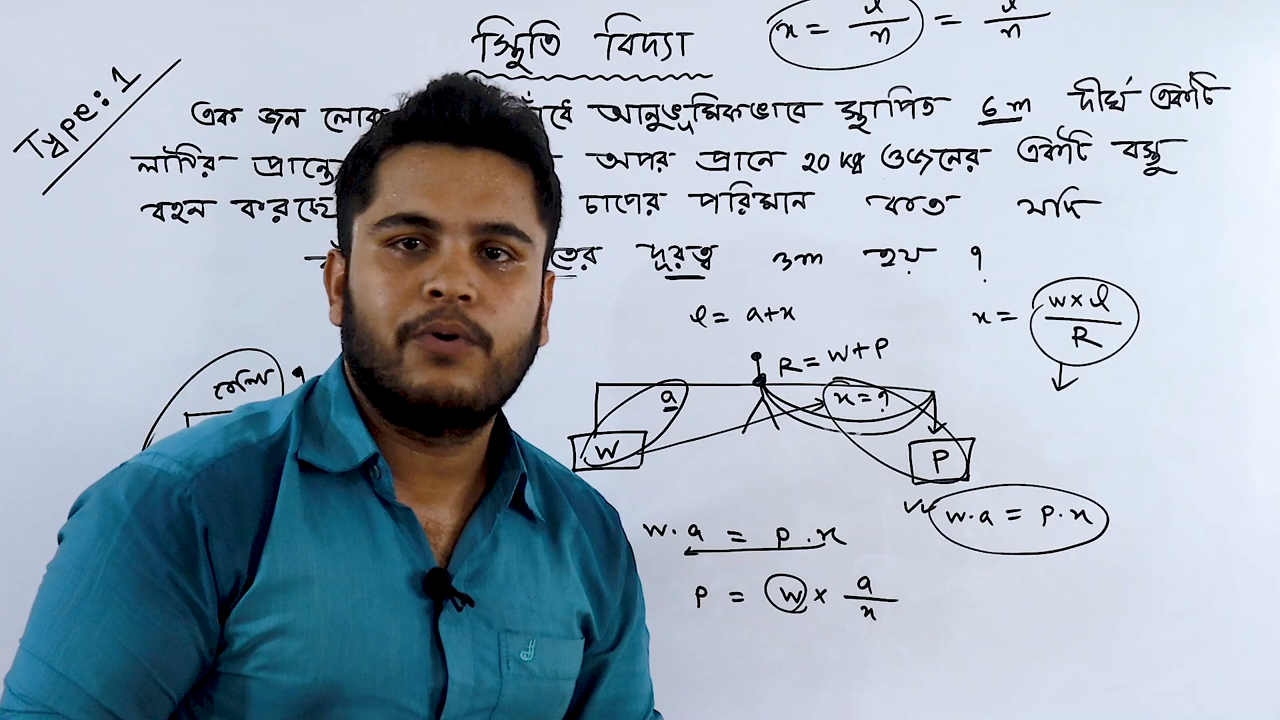 স্থিতি বিদ্যা
Type:1
x = l/n = l/n
এক জন লোক আনুভূমিকভাবে স্থাপিত 6 m দীর্ঘ একটি
লাঠির প্রান্তে অপর প্রানে 20 kg ওজনের একটি বস্তু
বহন করছে চাপের পরিমান কত যদি
দূরত্ব 3m হয় ?
l = a+x
x = w×l/R
R = W+P
a
x = ?
W
P
w.a = p.x
w.a = p.x
P = w × a/x